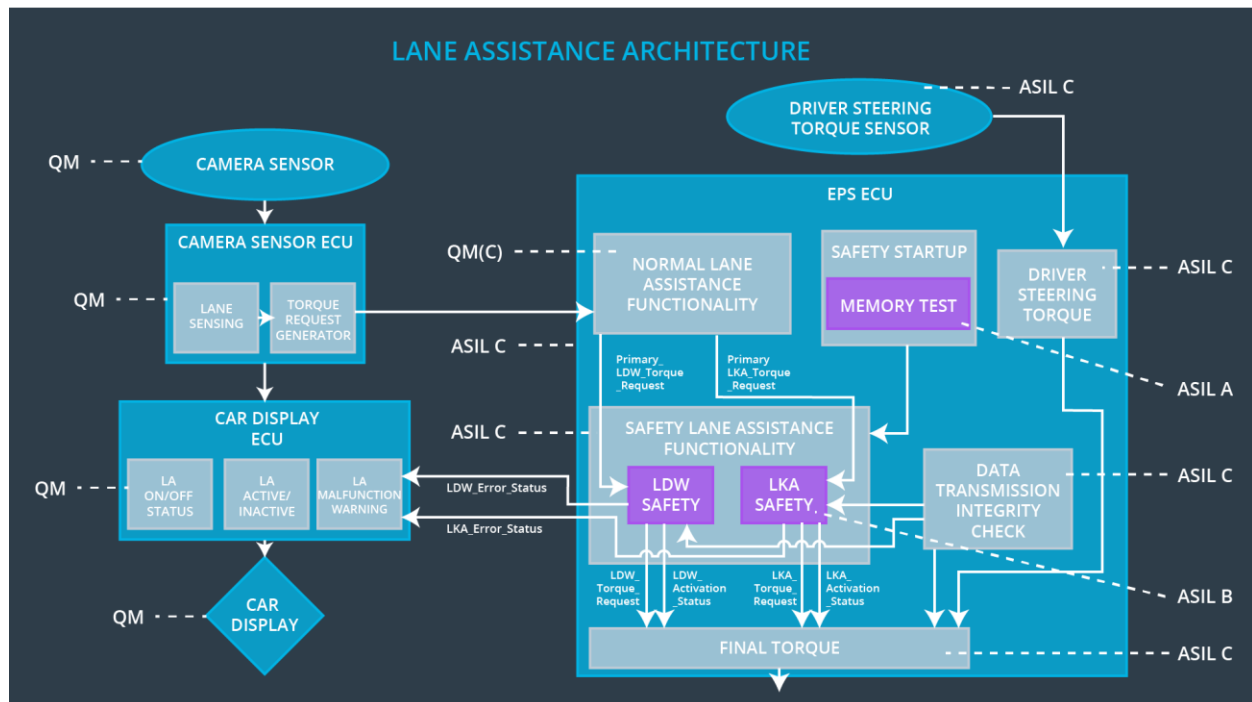 LANE ASSISTANCE ARCHITECTURE
ASIL C
DRIVER STEERING
TORQUE SENSOR
QM
CAMERA SENSOR
EPS ECU
CAMERA SENSOR ECU
QM(C)
NORMAL LANE
ASSISTANCE
FUNCTIONALITY
SAFETY STARTUP
MEMORY TEST
DRIVER
STEERING
TORQUE
ASIL C
QM
LANE
SENSING
TORQUE
REQUEST
GENERATOR
ASIL C
Primary_
LDW_Torque
_Request
Primary
LKA_Torque
_Request
ASIL A
CAR DISPLAY
ECU
ASIL C
SAFETY LANE ASSISTANCE
FUNCTIONALITY
QM
LA
ON/OFF
STATUS
LA
ACTIVE/
INACTIVE
LA
MALFUNCTION
WARNING
LDW_Error_Status
LKA_Error_Status
LDW
SAFETY
LKA
SAFETY
DATA
TRANSMISSION
INTEGRITY
CHECK
ASIL C
LDW_
Torque_
Request
LDW_
Activation
_Status
LKA_
Torque_
Request
LKA_
Activation
_Status
ASIL B
QM
CAR
DISPLAY
FINAL TORQUE
ASIL C